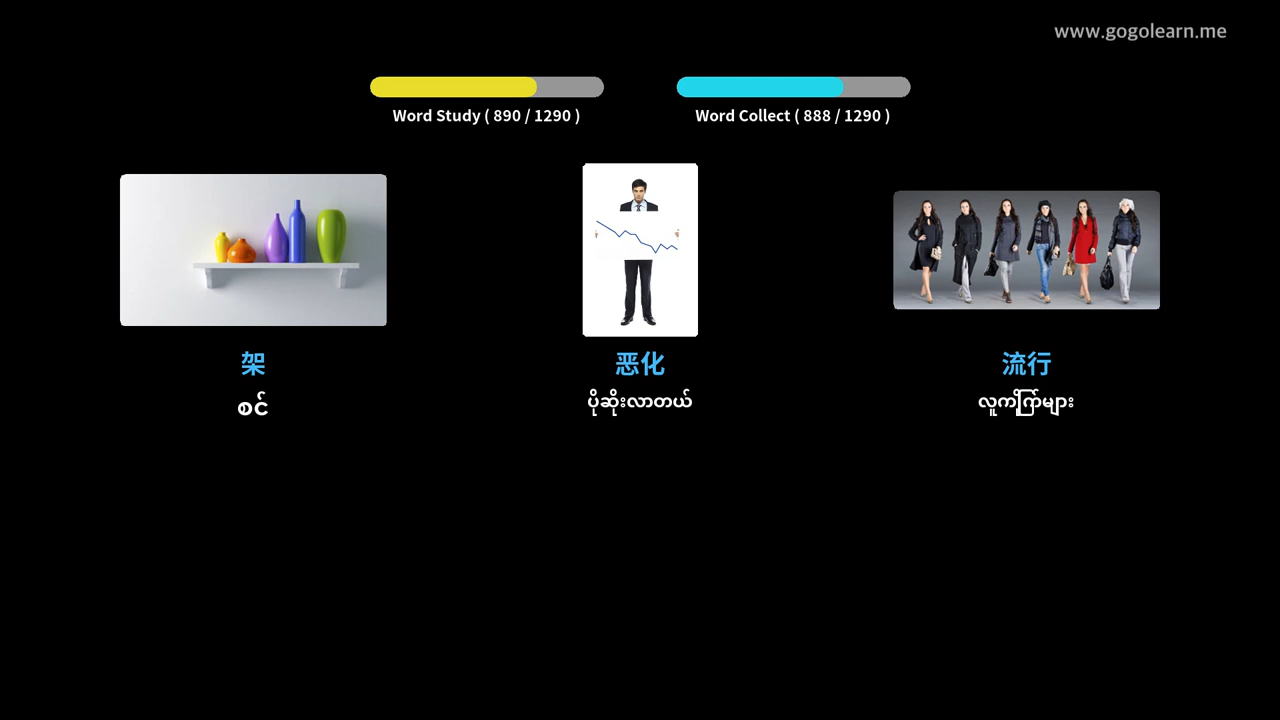 www.gogolearn.me
Word Study ( 890 / 1290 )
Word Collect ( 888 / 1290 )
架
恶化
流行
စင်
ပိုဆိုးလာတယ်
လူကြိုက်များ